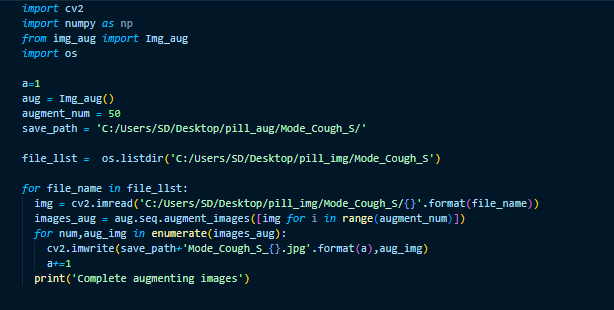 import cv2
import numpy as np
from img_aug import Img_aug
import os
a=1
aug = Img_aug()
augment_num = 50
save_path = 'C:/Users/SD/Desktop/pill_aug/Mode_Cough_S/'
file_llst =  os.listdir('C:/Users/SD/Desktop/pill_img/Mode_Cough_S')
for file_name in file_llst:
  img = cv2.imread('C:/Users/SD/Desktop/pill_img/Mode_Cough_S/{}'.format(file_name))
  images_aug = aug.seq.augment_images([img for i in range(augment_num)])
  for num,aug_img in enumerate(images_aug):
    cv2.imwrite(save_path+'Mode_Cough_S_{}.jpg'.format(a),aug_img)
    a+=1
  print('Complete augmenting images')